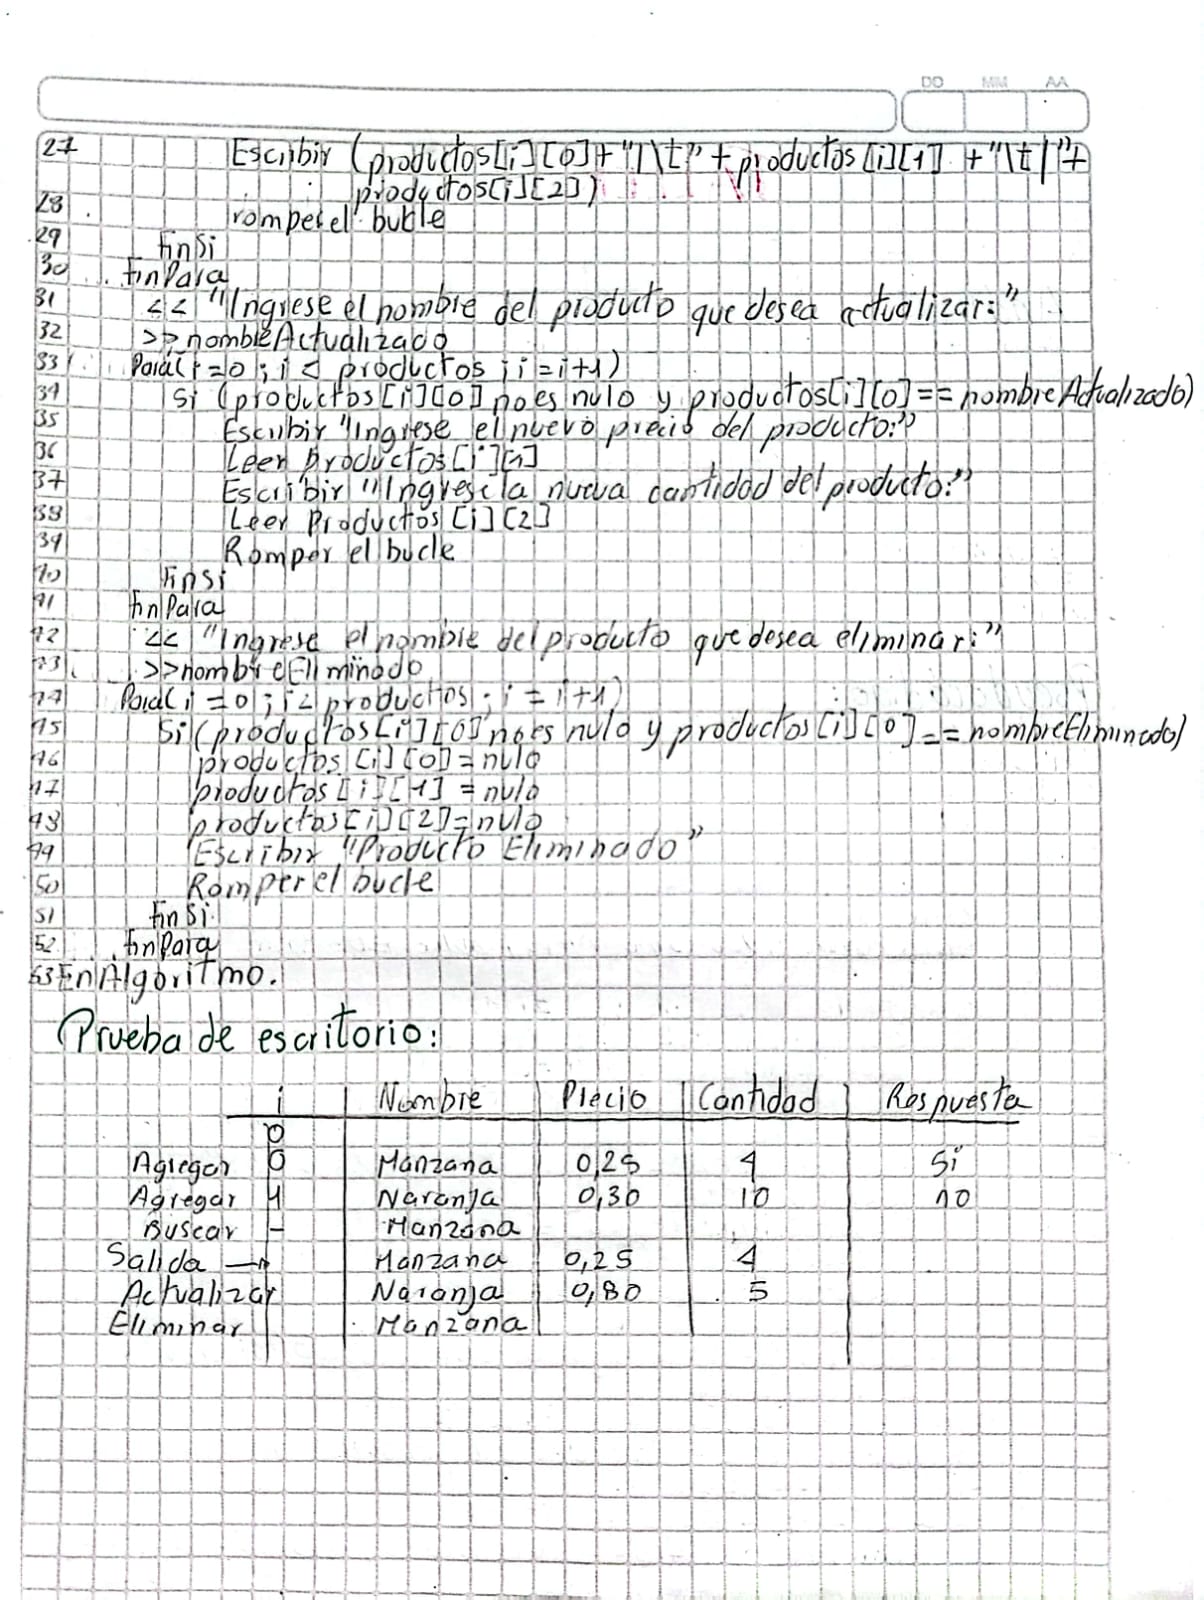 DD MM AA
27 Escribir (productos[i][0]+"|\t" + productos[i][1] +"\t|"+
productos[i][2])
28 romper el bucle
29 FinSi
30 FinPara
31 << "Ingrese el nombre del producto que desea actualizar:"
32 >>nombreActualizado
33 Para(i=0; i < productos; i=i+1)
34 Si (productos[i][0] no es nulo y productos[i][0]==nombreActualizado)
35 Escribir "Ingrese el nuevo precio del producto:"
36 Leer productos[i][1]
37 Escribir "Ingrese la nueva cantidad del producto:"
38 Leer Productos[i][2]
39 Romper el bucle
40 FinSi
41 FinPara
42 << "Ingrese el nombre del producto que desea eliminar:"
43 >>nombreEliminado
44 Para(i=0; i< productos; i=i+1)
45 Si(productos[i][0] no es nulo y productos[i][0]==nombreEliminado)
46 productos[i][0]=nulo
47 productos[i][1]=nulo
48 productos[i][2]=nulo
49 Escribir "Producto Eliminado"
50 Romper el bucle
51 FinSi
52 FinPara
53 FinAlgoritmo.
Prueba de escritorio:
i Nombre Precio Cantidad Respuesta
0
Agregar 0 Manzana 0,25 4 Si
Agregar 1 Naranja 0,30 10 no
Buscar - Manzana
Salida → Manzana 0,25 4
Actualizar Naranja 0,80 5
Eliminar Manzana